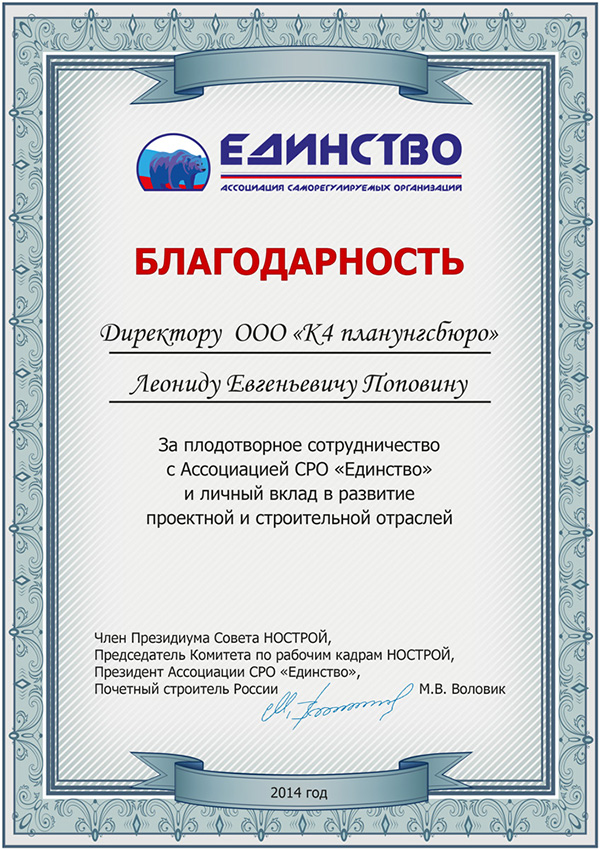 ЕДИНСТВО
АССОЦИАЦИЯ САМОРЕГУЛИРУЕМЫХ ОРГАНИЗАЦИЙ
БЛАГОДАРНОСТЬ
Директору ООО «К4 планунгсбюро»
Леониду Евгеньевичу Поповину
За плодотворное сотрудничество
с Ассоциацией СРО «Единство»
и личный вклад в развитие
проектной и строительной отраслей
Член Президиума Совета НОСТРОЙ,
Председатель Комитета по рабочим кадрам НОСТРОЙ,
Президент Ассоциации СРО «Единство»,
Почетный строитель России М.В. Воловик
2014 год